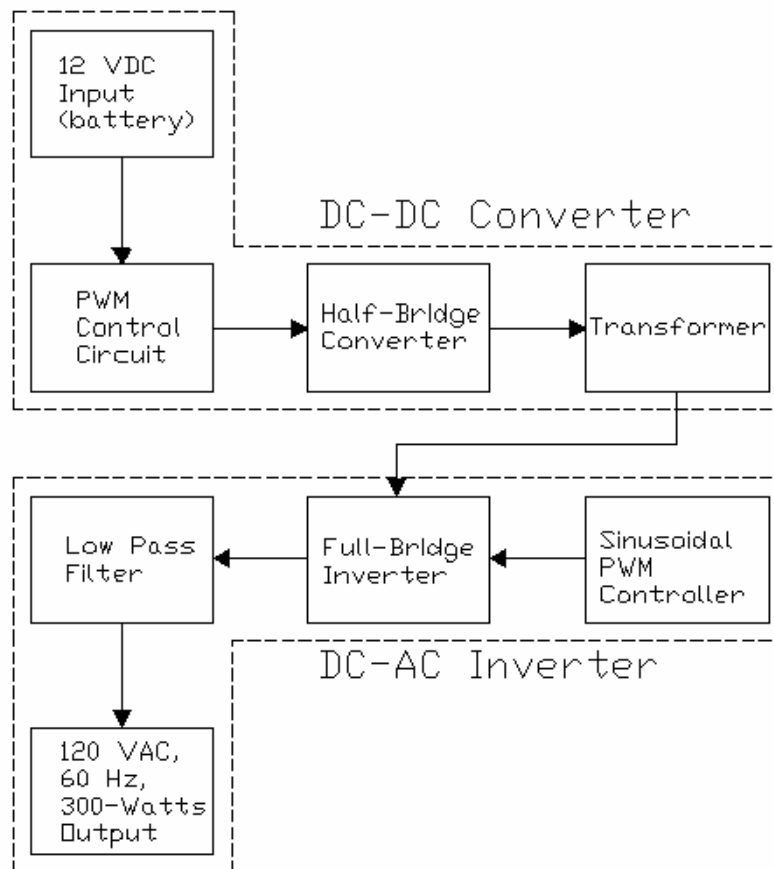 12 VDC
Input
(battery)
DC-DC Converter
PWM
Control
Circuit
Half-Bridge
Converter
Transformer
Low Pass
Filter
Full-Bridge
Inverter
Sinusoidal
PWM
Controller
DC-AC Inverter
120 VAC,
60 Hz,
300-Watts
Output